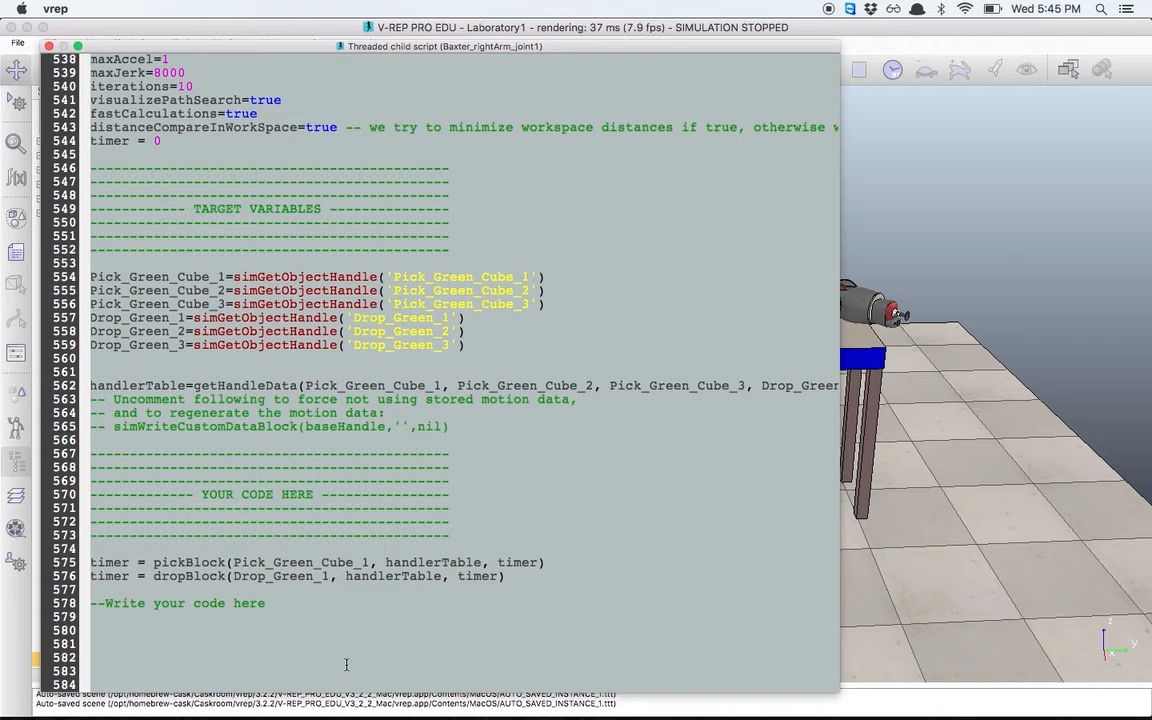 vrep
Wed 5:45 PM
V-REP PRO EDU - Laboratory1 - rendering: 37 ms (7.9 fps) - SIMULATION STOPPED
File
Threaded child script (Baxter_rightArm_joint1)
538 maxAccel=1
539 maxJerk=8000
540 iterations=10
541 visualizePathSearch=true
542 fastCalculations=true
543 distanceCompareInWorkSpace=true -- we try to minimize workspace distances if true, otherwise w
544 timer = 0
545
546 ----------------------------------------------
547 ----------------------------------------------
548 ----------------------------------------------
549 ------------ TARGET VARIABLES ---------------
550 ----------------------------------------------
551 ----------------------------------------------
552 ----------------------------------------------
553
554 Pick_Green_Cube_1=simGetObjectHandle('Pick_Green_Cube_1')
555 Pick_Green_Cube_2=simGetObjectHandle('Pick_Green_Cube_2')
556 Pick_Green_Cube_3=simGetObjectHandle('Pick_Green_Cube_3')
557 Drop_Green_1=simGetObjectHandle('Drop_Green_1')
558 Drop_Green_2=simGetObjectHandle('Drop_Green_2')
559 Drop_Green_3=simGetObjectHandle('Drop_Green_3')
560
561
562 handlerTable=getHandleData(Pick_Green_Cube_1, Pick_Green_Cube_2, Pick_Green_Cube_3, Drop_Green
563 -- Uncomment following to force not using stored motion data,
564 -- and to regenerate the motion data:
565 -- simWriteCustomDataBlock(baseHandle,'',nil)
566
567 ----------------------------------------------
568 ----------------------------------------------
569 ----------------------------------------------
570 ------------- YOUR CODE HERE ----------------
571 ----------------------------------------------
572 ----------------------------------------------
573 ----------------------------------------------
574
575 timer = pickBlock(Pick_Green_Cube_1, handlerTable, timer)
576 timer = dropBlock(Drop_Green_1, handlerTable, timer)
577
578 --Write your code here
579
580
581
582
583
584
Auto-saved scene (/opt/homebrew-cask/Caskroom/vrep/3.2.2/V-REP_PRO_EDU_V3_2_2_Mac/vrep.app/Contents/MacOS/AUTO_SAVED_INSTANCE_1.ttt)
Auto-saved scene (/opt/homebrew-cask/Caskroom/vrep/3.2.2/V-REP_PRO_EDU_V3_2_2_Mac/vrep.app/Contents/MacOS/AUTO_SAVED_INSTANCE_1.ttt)
z
y
x